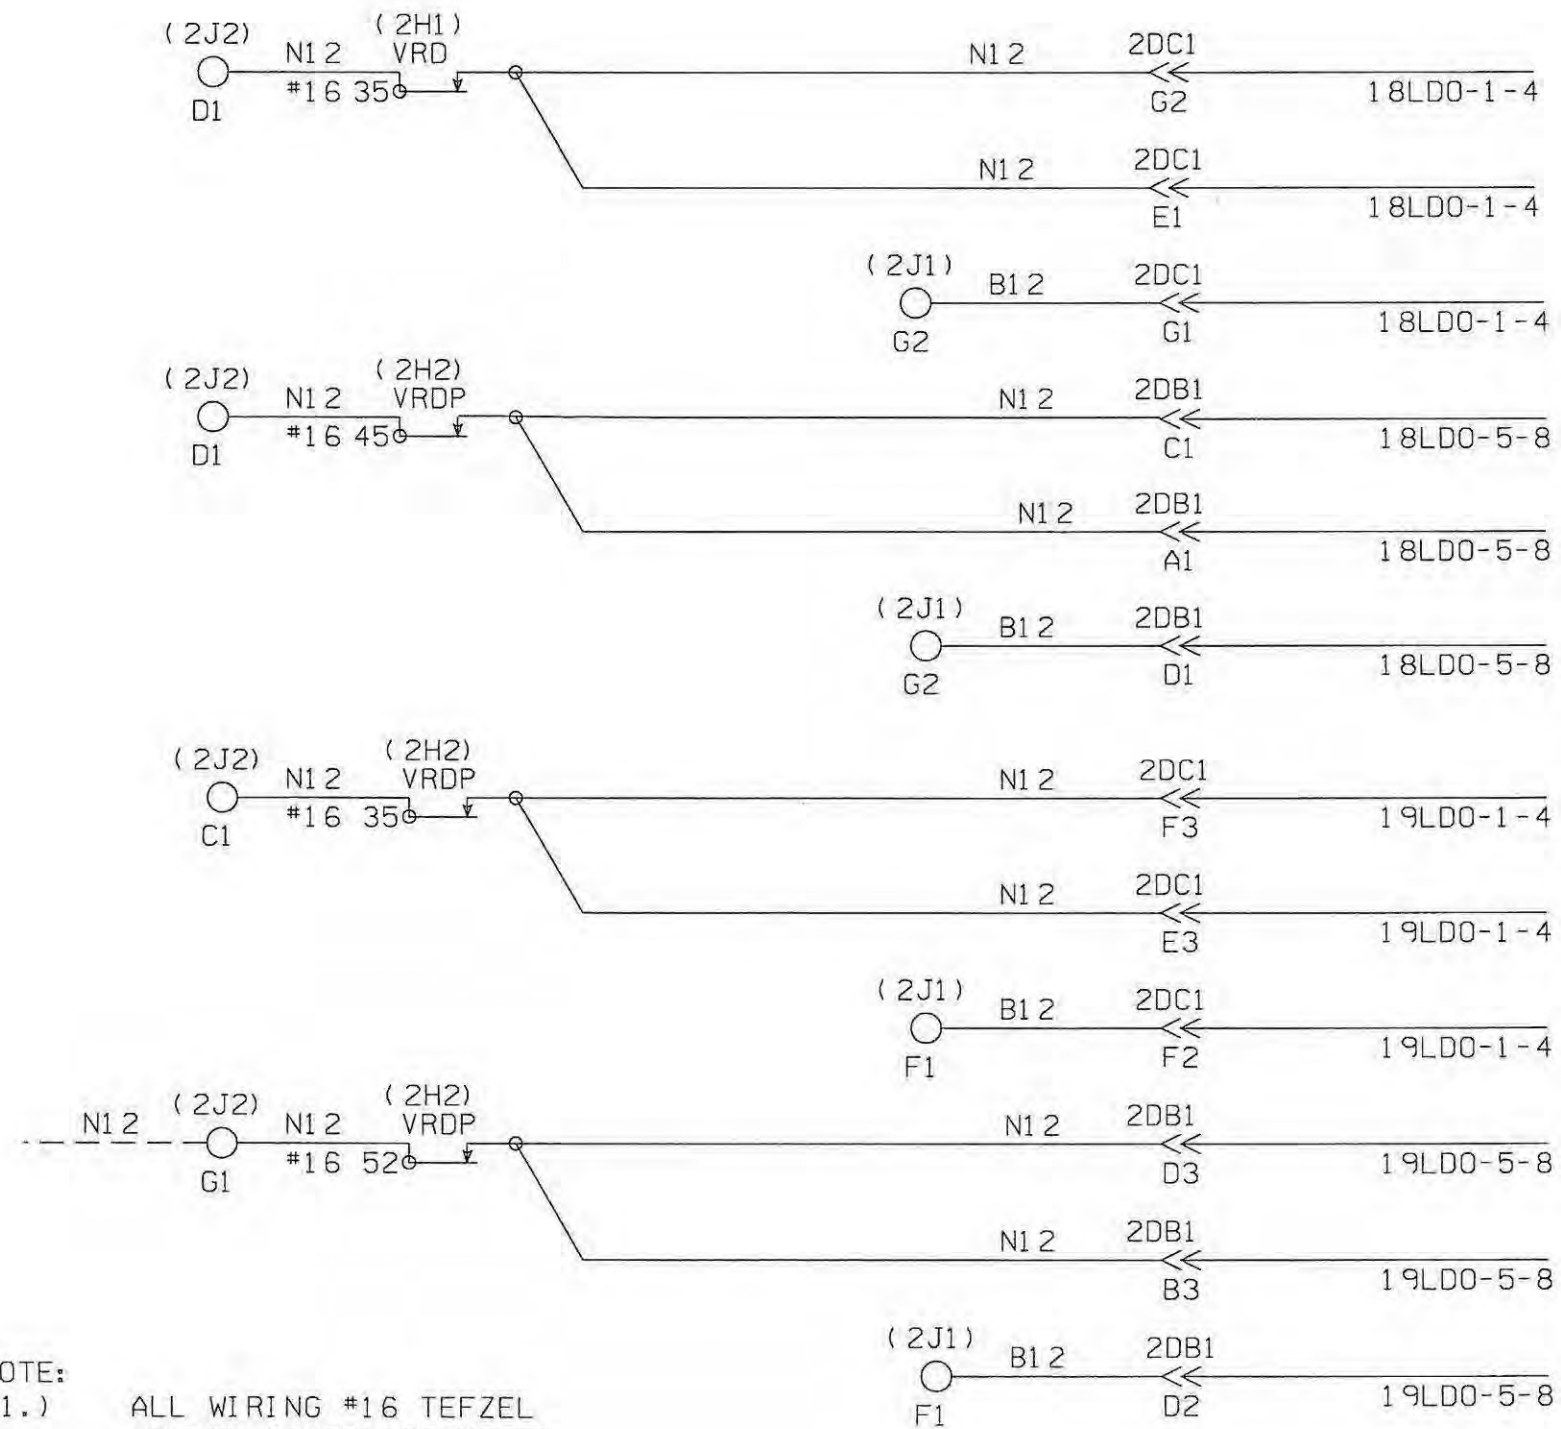 (2J2) N12 (2H1) N12 2DC1
VRD
D1 #16 35 G2 18LDO-1-4
N12 2DC1
E1 18LDO-1-4
(2J1) B12 2DC1
G2 G1 18LDO-1-4
(2J2) N12 (2H2) N12 2DB1
VRDP
D1 #16 45 C1 18LDO-5-8
N12 2DB1
A1 18LDO-5-8
(2J1) B12 2DB1
G2 D1 18LDO-5-8
(2J2) N12 (2H2) N12 2DC1
VRDP
C1 #16 35 F3 19LDO-1-4
N12 2DC1
E3 19LDO-1-4
(2J1) B12 2DC1
F1 F2 19LDO-1-4
N12 (2J2) N12 (2H2) N12 2DB1
VRDP
G1 #16 52 D3 19LDO-5-8
N12 2DB1
B3 19LDO-5-8
(2J1) B12 2DB1
F1 D2 19LDO-5-8
OTE:
1.) ALL WIRING #16 TEFZEL